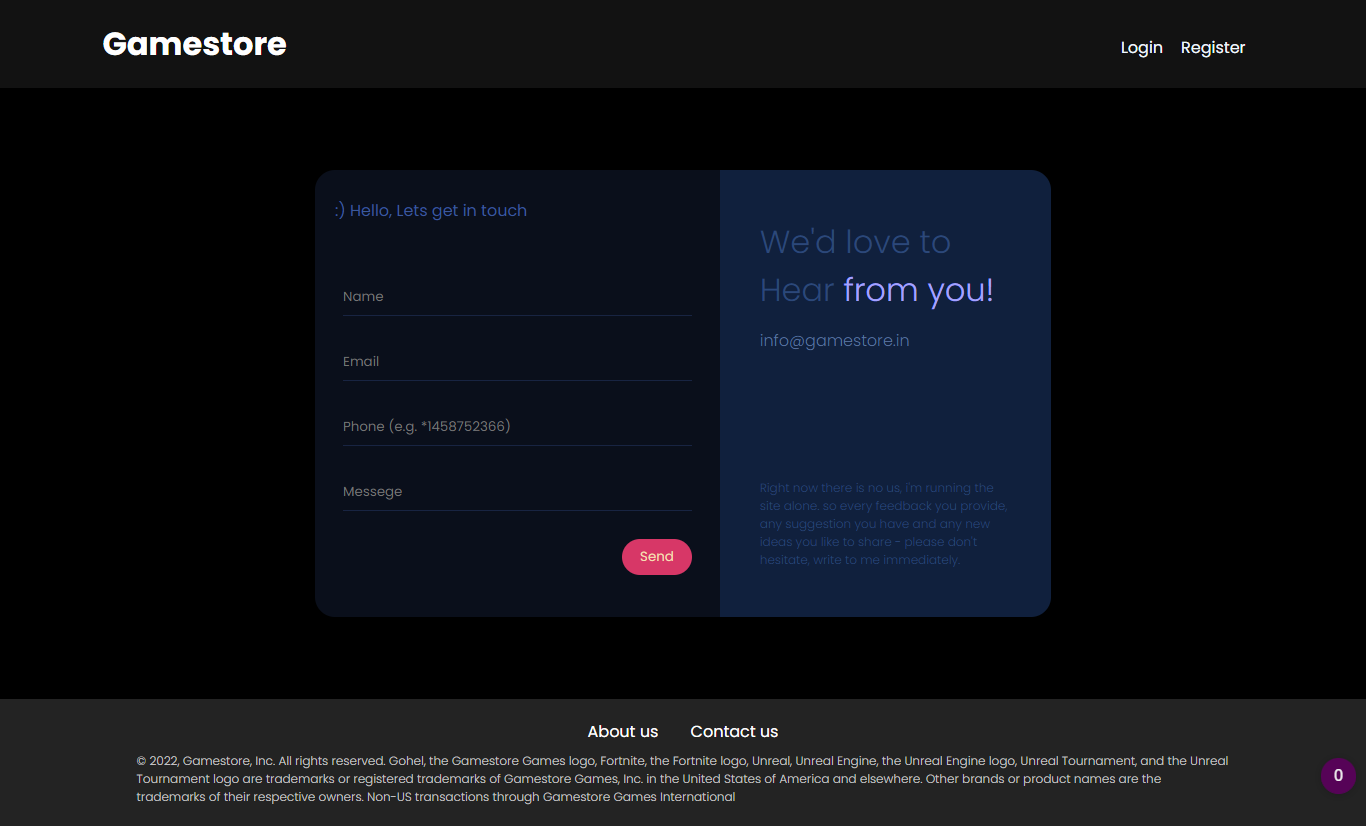 Gamestore
Login Register
:) Hello, Lets get in touch
Name
Email
Phone (e.g. *1458752366)
Messege
Send
We'd love to
Hear from you!
info@gamestore.in
Right now there is no us, i'm running the
site alone. so every feedback you provide,
any suggestion you have and any new
ideas you like to share - please don't
hesitate, write to me immediately.
About us Contact us
© 2022, Gamestore, Inc. All rights reserved. Gohel, the Gamestore Games logo, Fortnite, the Fortnite logo, Unreal, Unreal Engine, the Unreal Engine logo, Unreal Tournament, and the Unreal
Tournament logo are trademarks or registered trademarks of Gamestore Games, Inc. in the United States of America and elsewhere. Other brands or product names are the
trademarks of their respective owners. Non-US transactions through Gamestore Games International
0